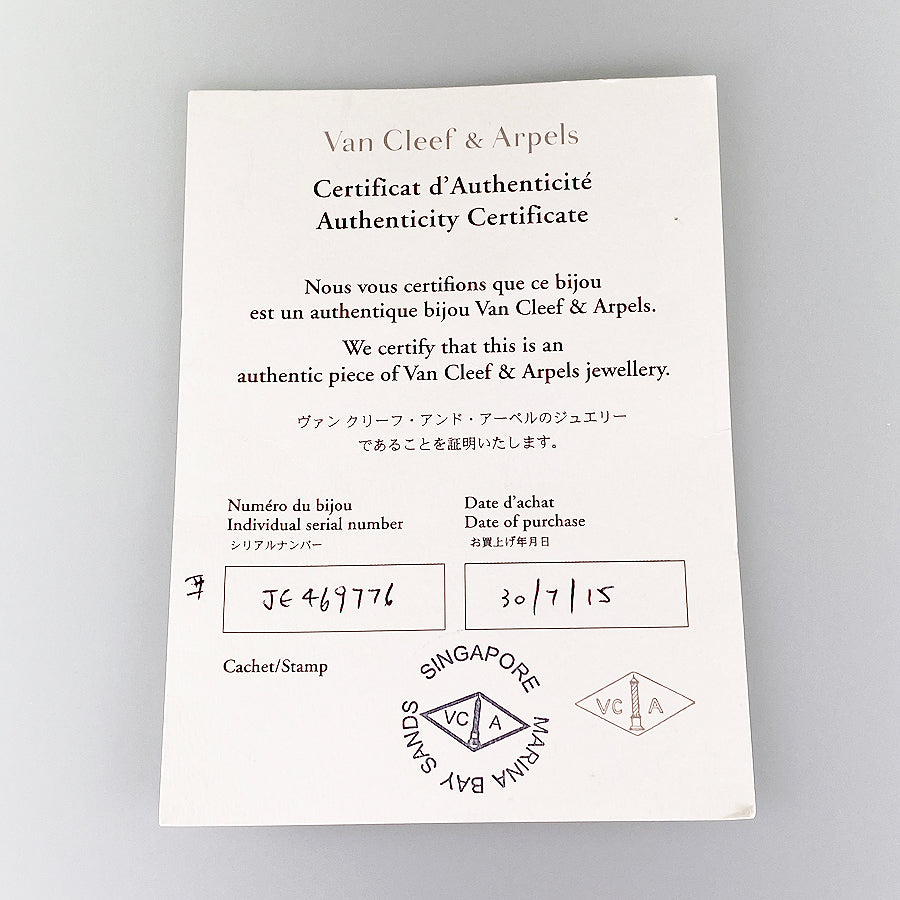 Van Cleef & Arpels
Certificat d'Authenticité
Authenticity Certificate
Nous vous certifions que ce bijou
est un authentique bijou Van Cleef & Arpels.
We certify that this is an
authentic piece of Van Cleef & Arpels jewellery.
ヴァン クリーフ・アンド・アーペルのジュエリー
であることを証明いたします。
Numéro du bijou
Individual serial number
シリアルナンバー
Date d'achat
Date of purchase
お買上げ年月日
JE469776
30/7/15
Cachet/Stamp
SINGAPORE
MARINA BAY SANDS
VC A
VC A